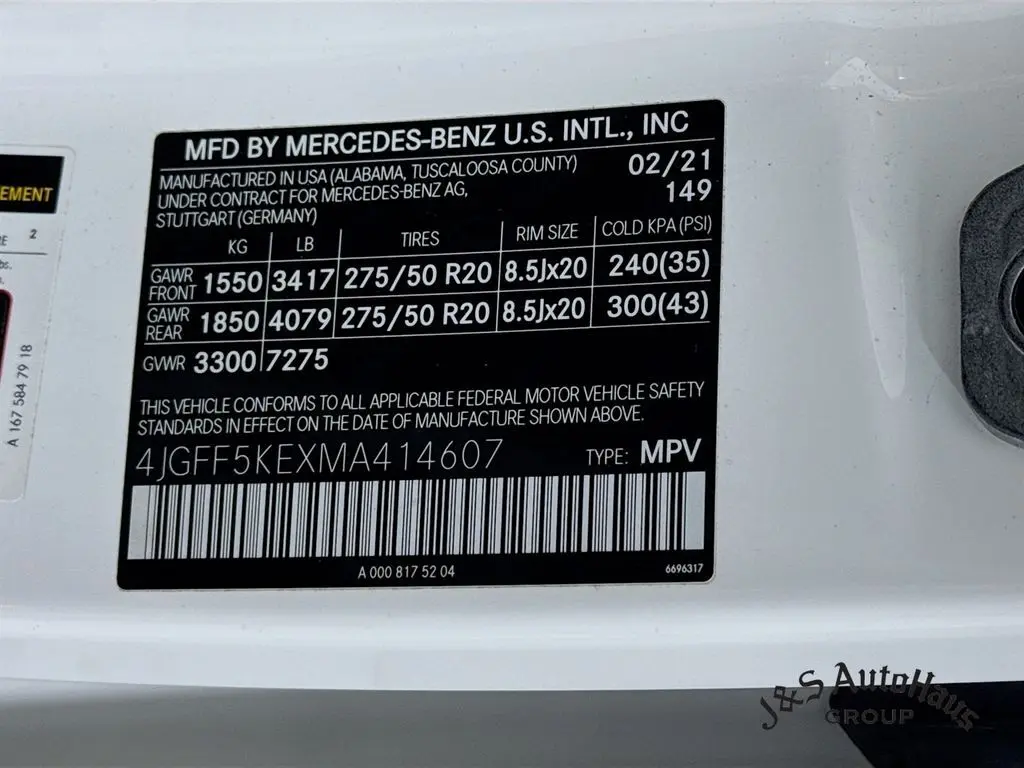 MFD BY MERCEDES-BENZ U.S. INTL., INC
MANUFACTURED IN USA (ALABAMA, TUSCALOOSA COUNTY) 02/21
UNDER CONTRACT FOR MERCEDES-BENZ AG, 149
STUTTGART (GERMANY)
KG LB TIRES RIM SIZE COLD KPA (PSI)
GAWR FRONT 1550 3417 275/50 R20 8.5Jx20 240(35)
GAWR REAR 1850 4079 275/50 R20 8.5Jx20 300(43)
GVWR 3300 7275
THIS VEHICLE CONFORMS TO ALL APPLICABLE FEDERAL MOTOR VEHICLE SAFETY
STANDARDS IN EFFECT ON THE DATE OF MANUFACTURE SHOWN ABOVE.
4JGFF5KEXMA414607 TYPE: MPV
A 000 817 52 04 6696317
EMENT
2
A 167 584 79 18
J&S AutoHaus
GROUP